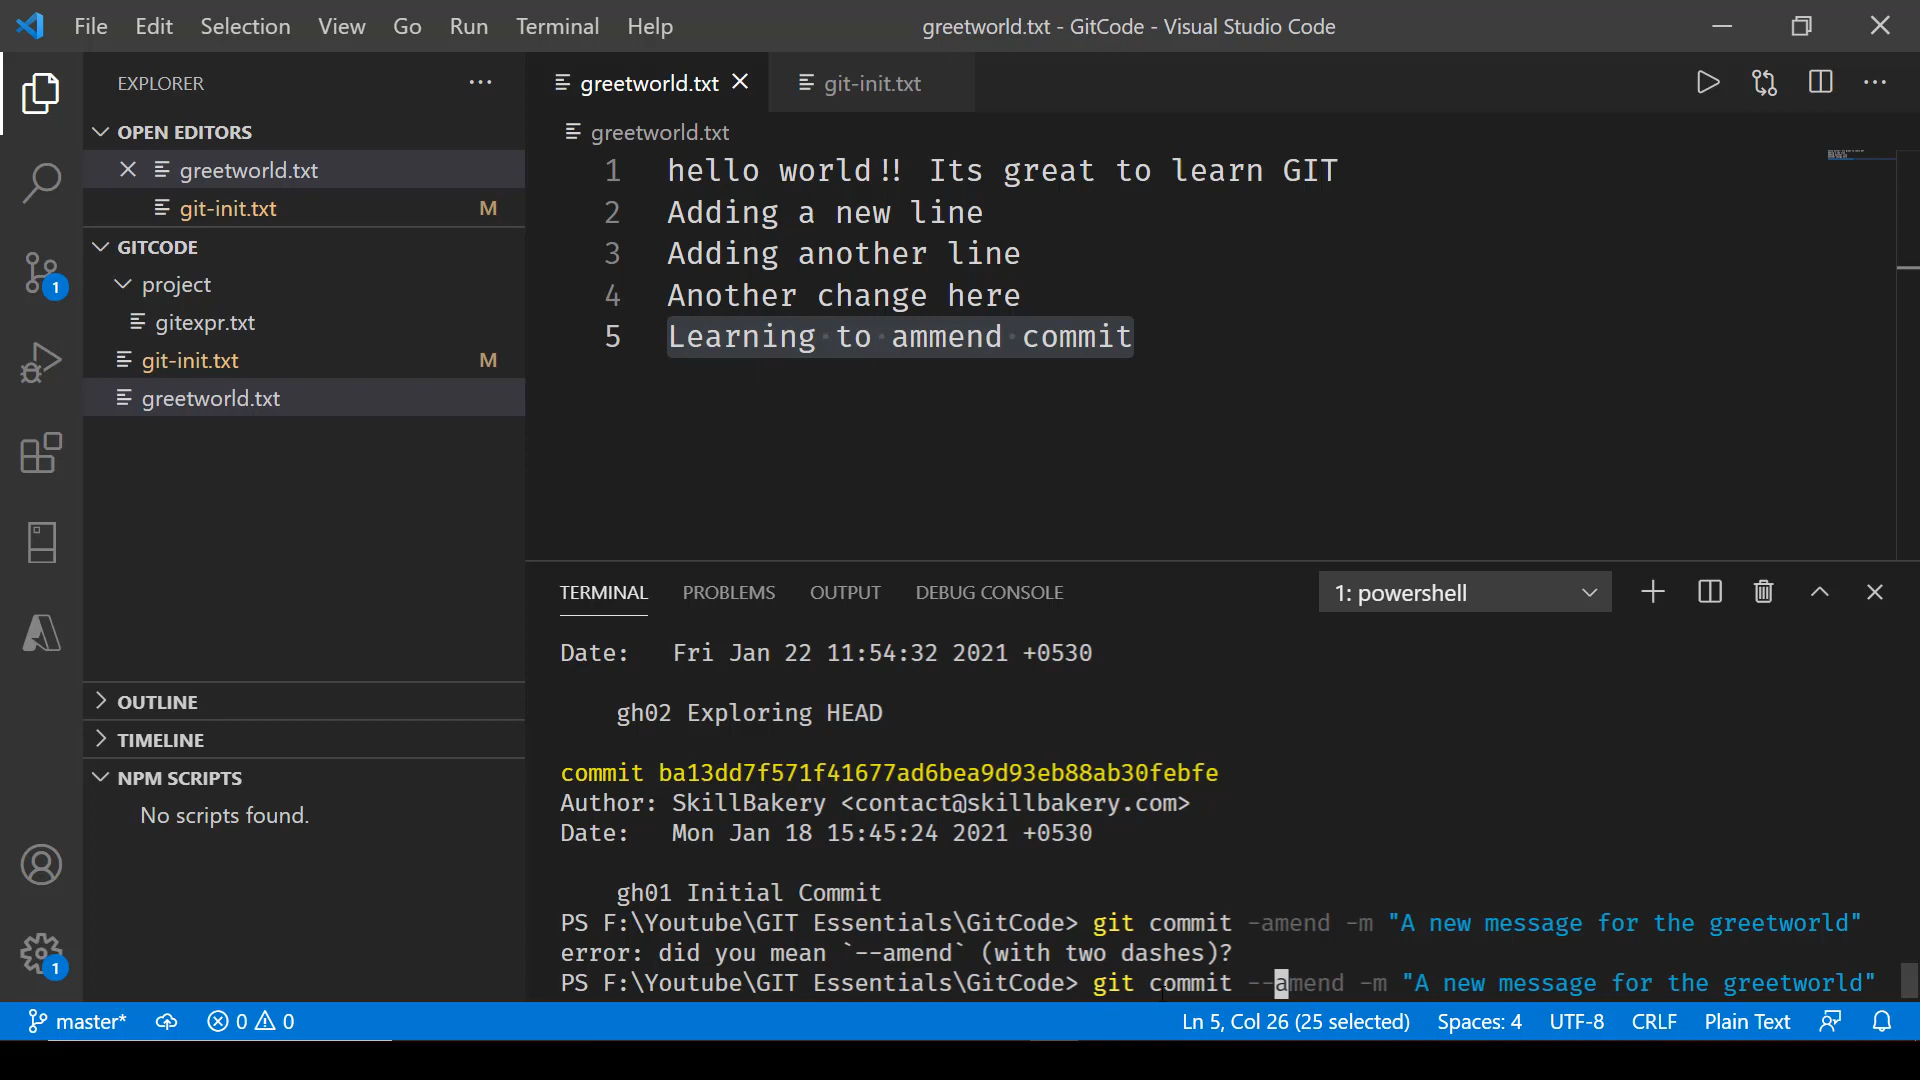 File Edit Selection View Go Run Terminal Help greetworld.txt - GitCode - Visual Studio Code
EXPLORER
OPEN EDITORS
greetworld.txt
git-init.txt M
GITCODE
project
gitexpr.txt
git-init.txt M
greetworld.txt
OUTLINE
TIMELINE
NPM SCRIPTS
No scripts found.
1
1
greetworld.txt git-init.txt
greetworld.txt
1 hello world!! Its great to learn GIT
2 Adding a new line
3 Adding another line
4 Another change here
5 Learning to ammend commit
TERMINAL PROBLEMS OUTPUT DEBUG CONSOLE 1: powershell
Date: Fri Jan 22 11:54:32 2021 +0530
gh02 Exploring HEAD
commit ba13dd7f571f41677ad6bea9d93eb88ab30febfe
Author: SkillBakery <contact@skillbakery.com>
Date: Mon Jan 18 15:45:24 2021 +0530
gh01 Initial Commit
PS F:\Youtube\GIT Essentials\GitCode> git commit -amend -m "A new message for the greetworld"
error: did you mean `--amend` (with two dashes)?
PS F:\Youtube\GIT Essentials\GitCode> git commit --amend -m "A new message for the greetworld"
master* 0 0 Ln 5, Col 26 (25 selected) Spaces: 4 UTF-8 CRLF Plain Text